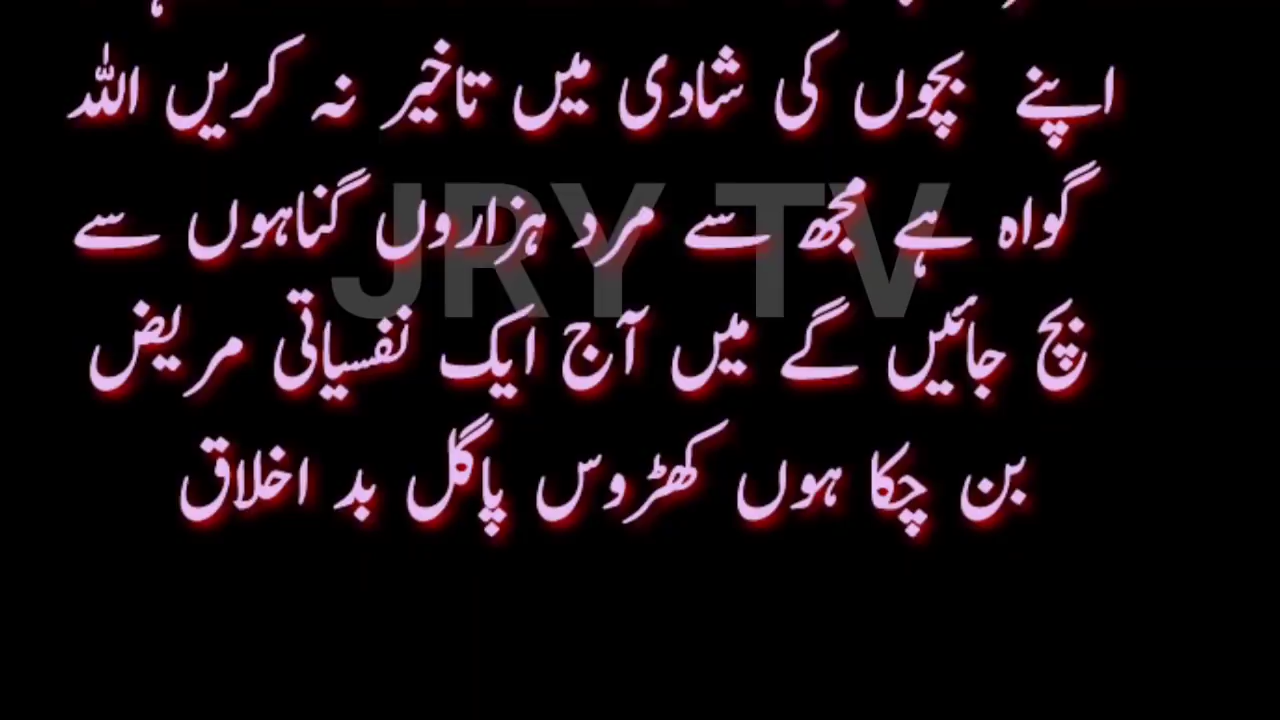 اپنے بچوں کی شادی میں تاخیر نہ کریں اللہ
گواہ ہے مجھ سے مرد ہزاروں گناہوں سے
بچ جائیں گے میں آج ایک نفسیاتی مریض
بن چکا ہوں کھڑوس پاگل بد اخلاق
JRY TV